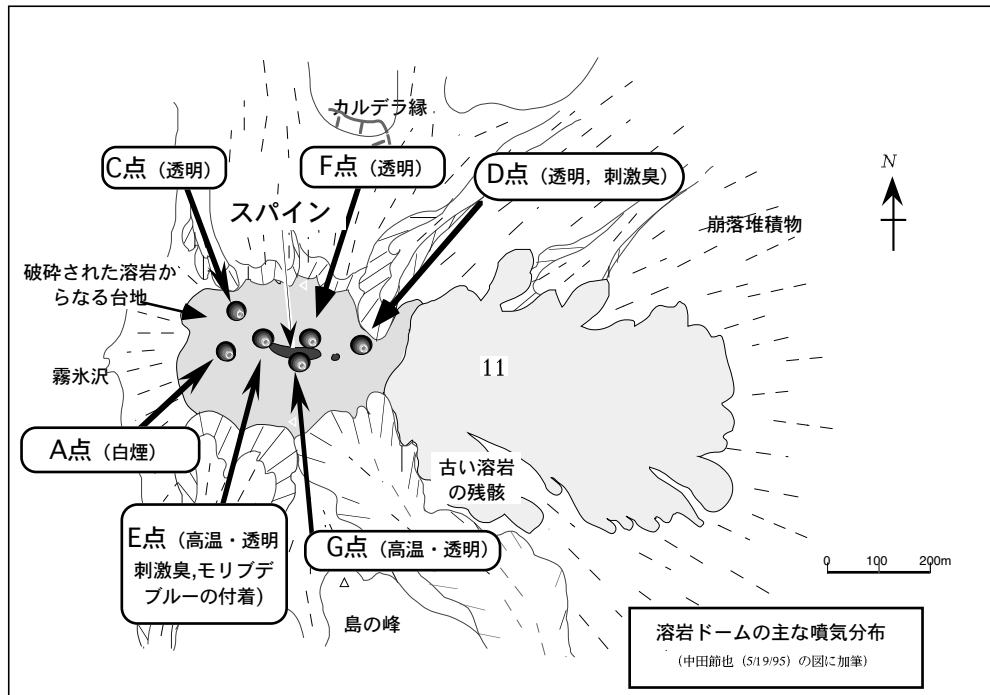 カルデラ縁
C点（透明）
F点（透明）
D点（透明，刺激臭）
N
スパイン
崩落堆積物
破砕された溶岩か
らなる台地
11
霧氷沢
A点（白煙）
古い溶岩
の残骸
E点（高温・透明
刺激臭,モリブデ
ブルーの付着)
G点（高温・透明）
0 100 200m
島の峰
溶岩ドームの主な噴気分布
（中田節也（5/19/95）の図に加筆）